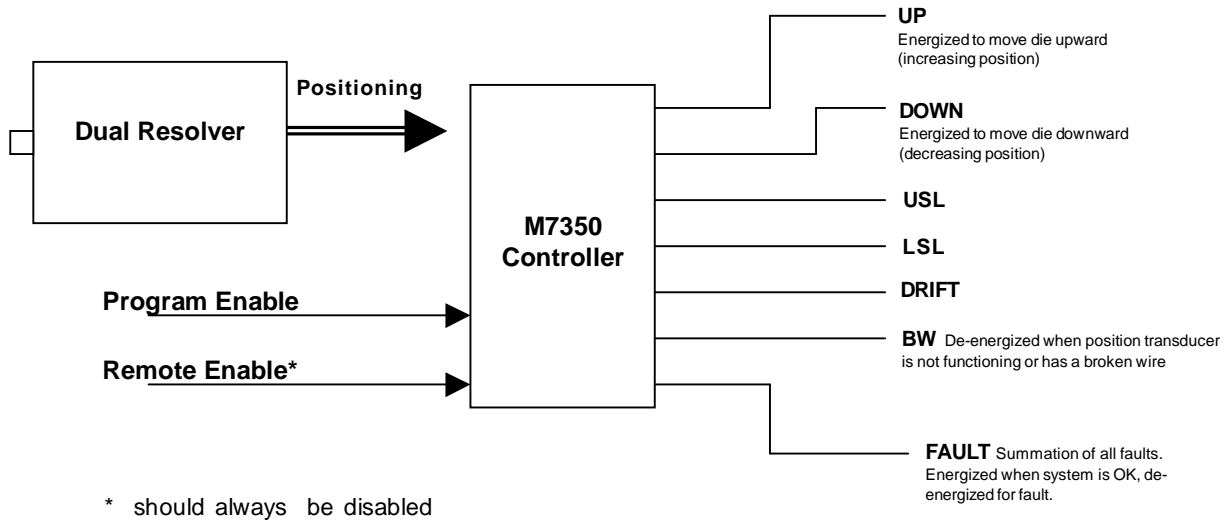 Dual Resolver
Positioning
M7350
Controller
Program Enable
Remote Enable*
UP
Energized to move die upward
(increasing position)
DOWN
Energized to move die downward
(decreasing position)
USL
LSL
DRIFT
BW De-energized when position transducer
is not functioning or has a broken wire
FAULT Summation of all faults.
Energized when system is OK, de-
energized for fault.
* should always be disabled